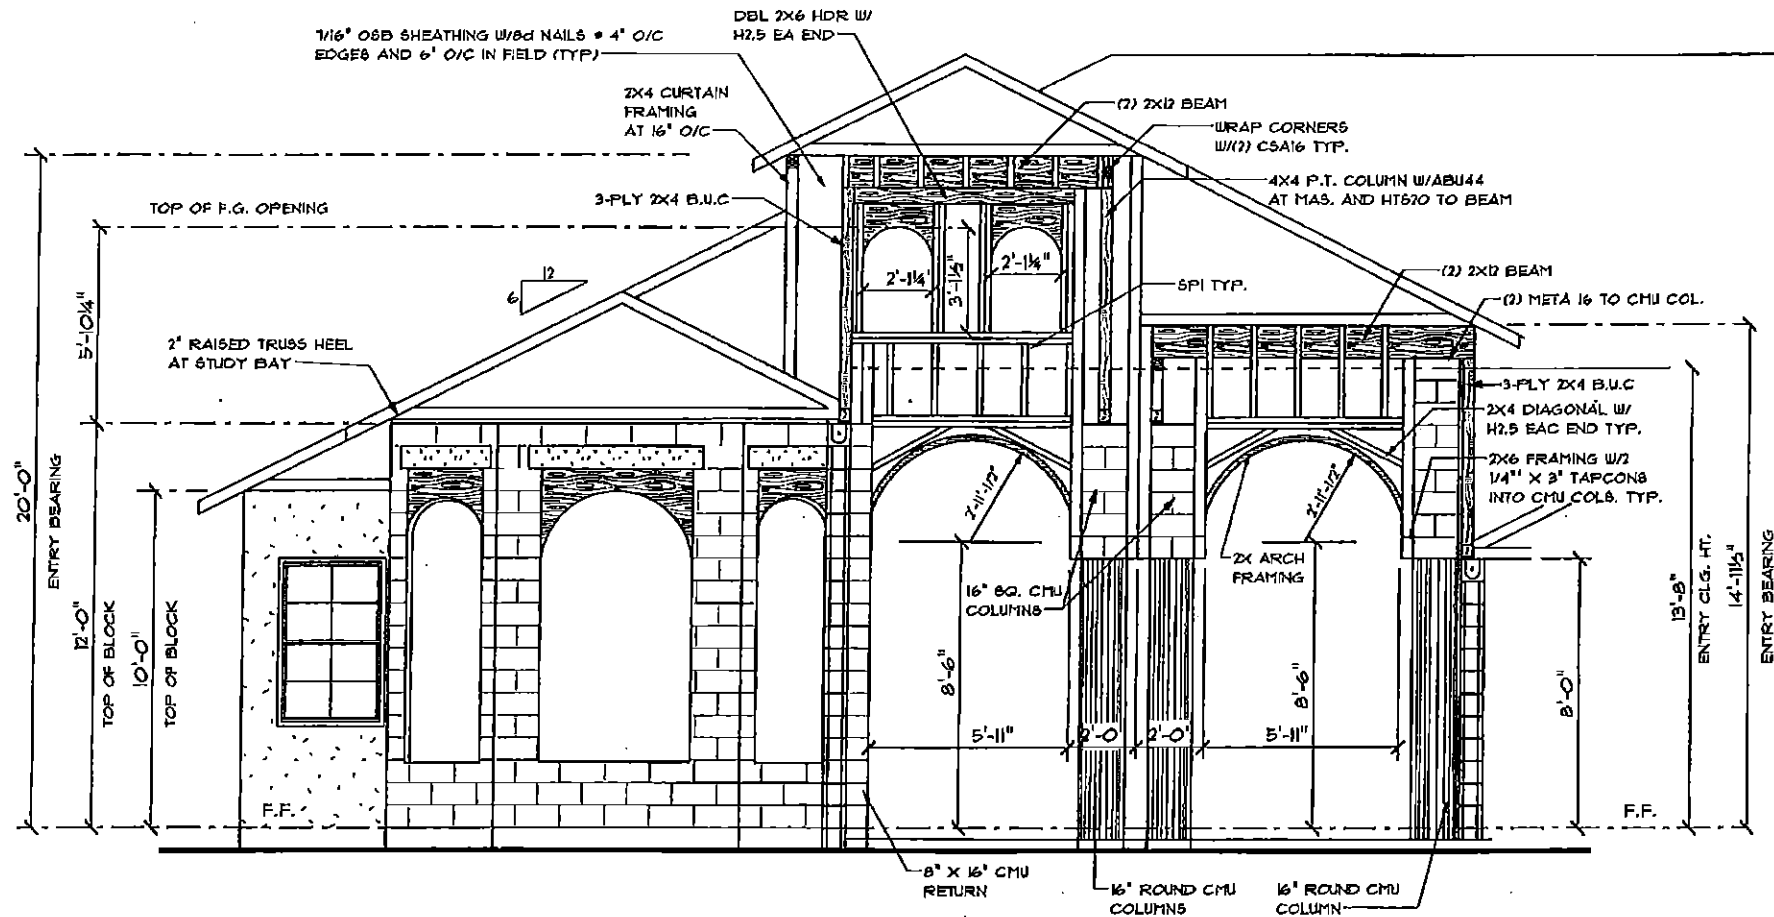 DBL 2X6 HDR W/
H2.5 EA END
7/16" OSB SHEATHING W/8d NAILS @ 4" O/C
EDGES AND 6" O/C IN FIELD (TYP)
2X4 CURTAIN
FRAMING
AT 16" O/C
(2) 2X12 BEAM
WRAP CORNERS
W/(2) CSA16 TYP.
3-PLY 2X4 B.U.C
4X4 P.T. COLUMN W/ABU44
AT MAS. AND HTS20 TO BEAM
TOP OF F.G. OPENING
12
6
2'-1¼"
3'-1½"
2'-1¼"
(2) 2X12 BEAM
SP1 TYP.
(2) META 16 TO CMU COL.
5'-10¼"
2" RAISED TRUSS HEEL
AT STUDY BAY
3-PLY 2X4 B.U.C
2X4 DIAGONAL W/
H2.5 EAC END TYP.
2X6 FRAMING W/2
1/4"' X 3" TAPCONS
INTO CMU COLS. TYP.
20'-0"
ENTRY BEARING
12'-0"
TOP OF BLOCK
10'-0"
TOP OF BLOCK
2'-11-1/2"
2'-11-1/2"
2X ARCH
FRAMING
16" SQ. CMU
COLUMNS
8'-6"
8'-6"
8'-0"
13'-8"
ENTRY CLG. HT.
14'-11½"
ENTRY BEARING
5'-11"
2'-0"
2'-0"
5'-11"
F.F.
F.F.
8" X 16" CMU
RETURN
16" ROUND CMU
COLUMNS
16" ROUND CMU
COLUMN